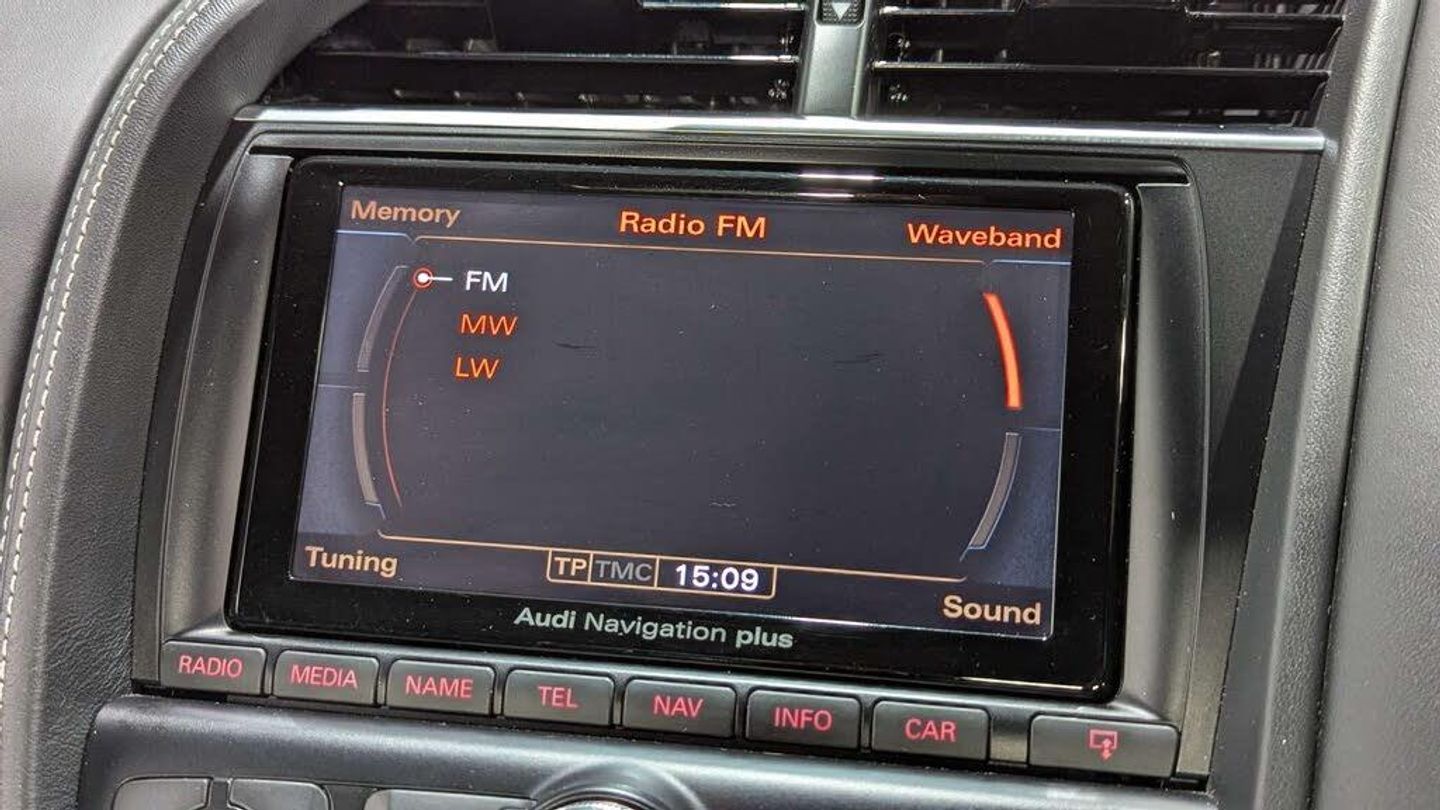 Memory
Radio FM
Waveband
FM
MW
LW
Tuning
TP TMC 15:09
Sound
Audi Navigation plus
RADIO MEDIA NAME TEL NAV INFO CAR